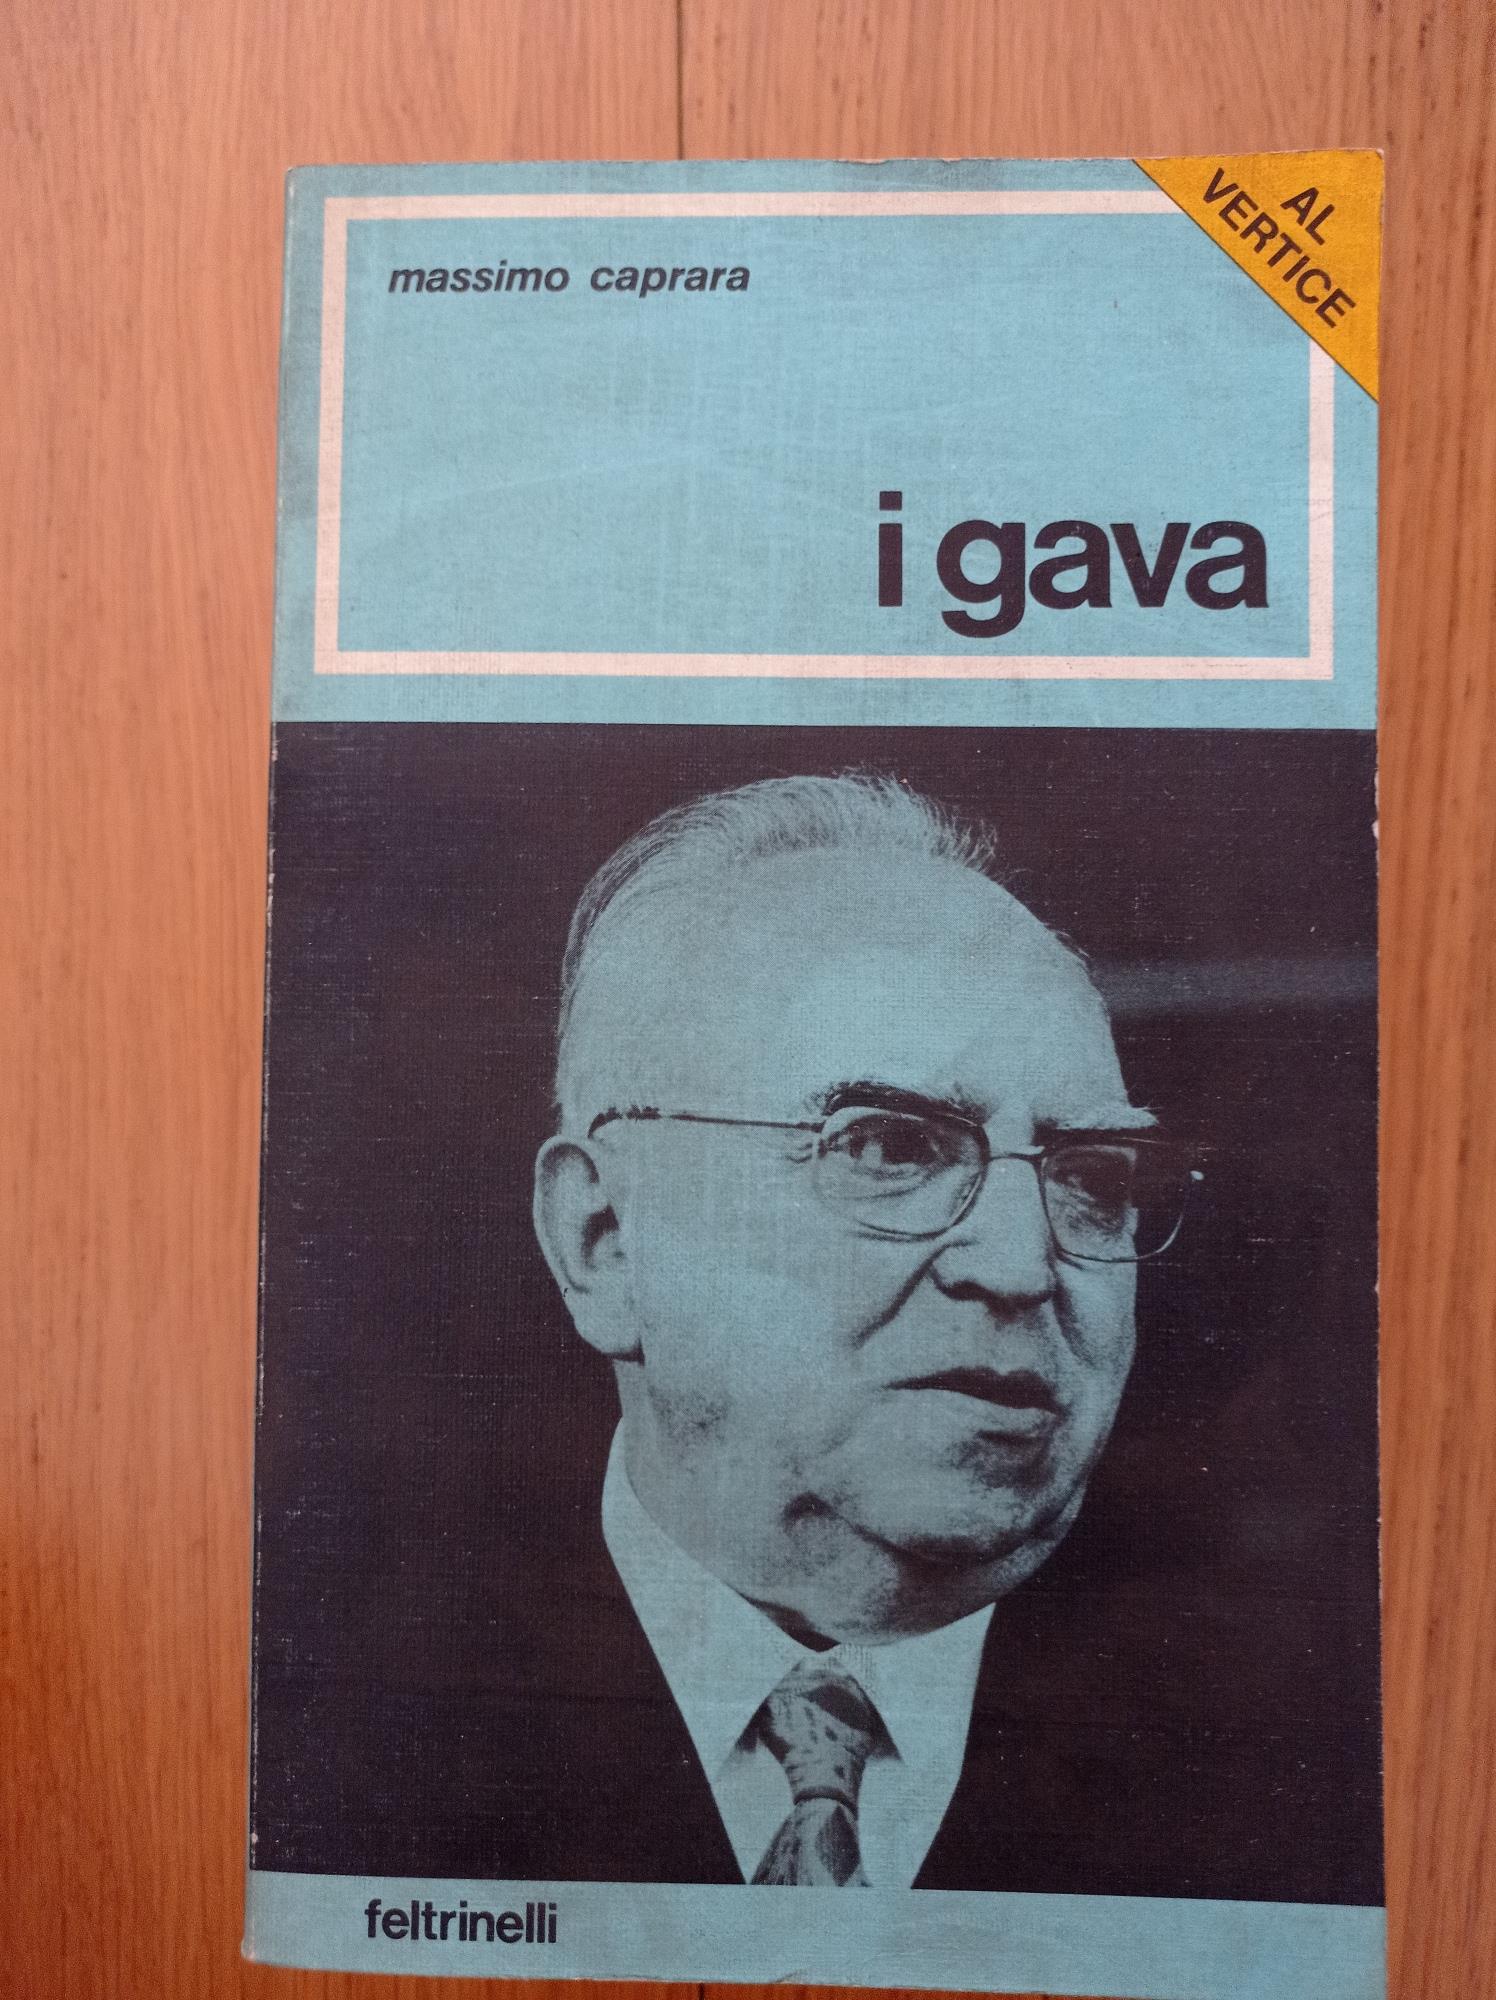 AL
VERTICE
massimo caprara
i gava
feltrinelli